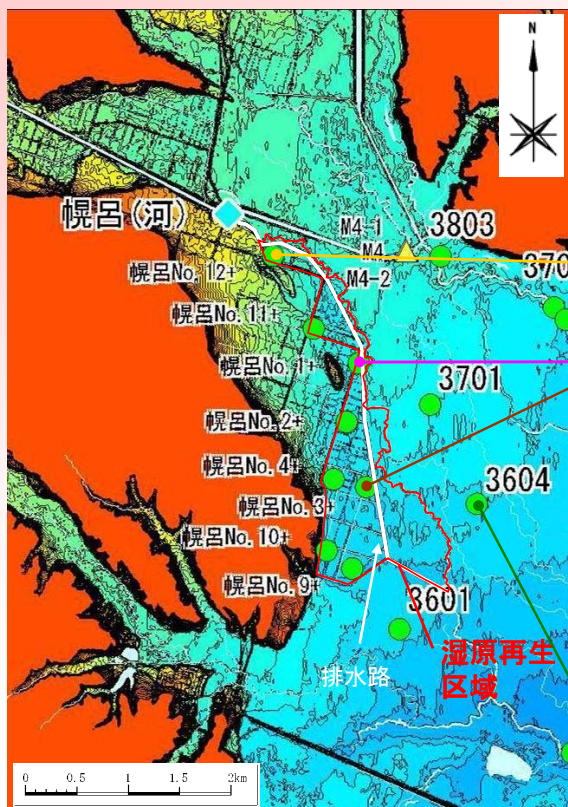 N
幌呂(河)
M4-1
3803
M4
幌呂No. 12+
M4-2
370
幌呂No. 11+
幌呂No. 1+
3701
幌呂No. 2+
幌呂No. 4+
3604
幌呂No. 3+
幌呂No. 10+
幌呂No. 9+
3601
湿原再生
区域
排水路
0 0.5 1 1.5 2km